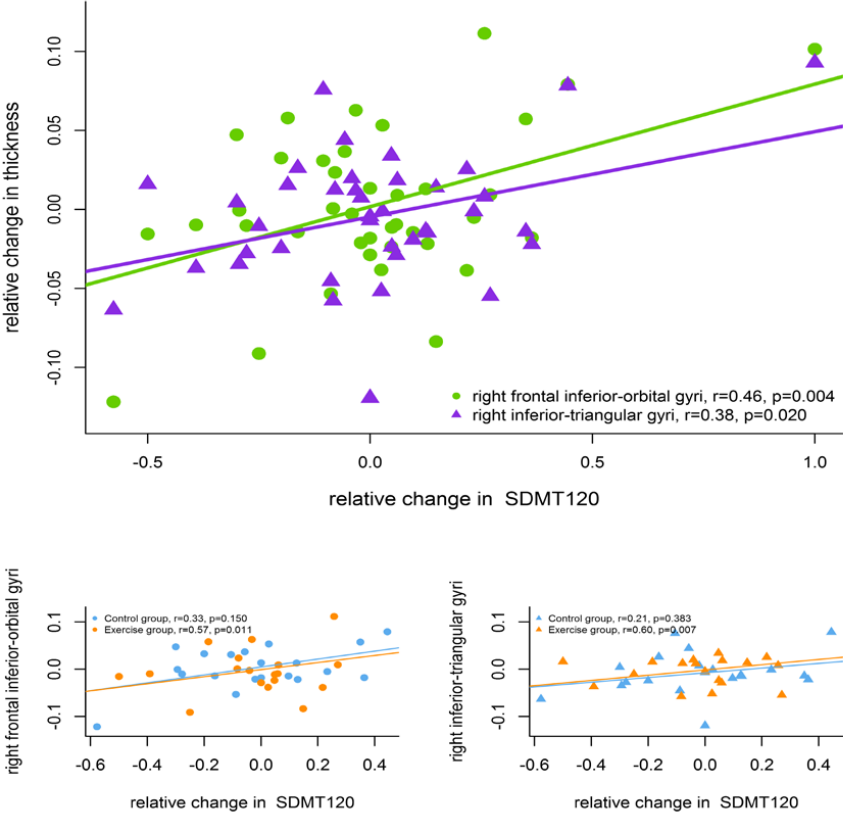 relative change in thickness
0.10
0.05
0.00
-0.05
-0.10
right frontal inferior-orbital gyri, r=0.46, p=0.004
right inferior-triangular gyri, r=0.38, p=0.020
-0.5
0.0
0.5
1.0
relative change in SDMT120
right frontal inferior-orbital gyri
0.1
0.0
-0.1
Control group, r=0.33, p=0.150
Exercise group, r=0.57, p=0.011
-0.6
-0.4
-0.2
0.0
0.2
0.4
relative change in SDMT120
right inferior-triangular gyri
0.1
0.0
-0.1
Control group, r=0.21, p=0.383
Exercise group, r=0.60, p=0.007
-0.6
-0.4
-0.2
0.0
0.2
0.4
relative change in SDMT120